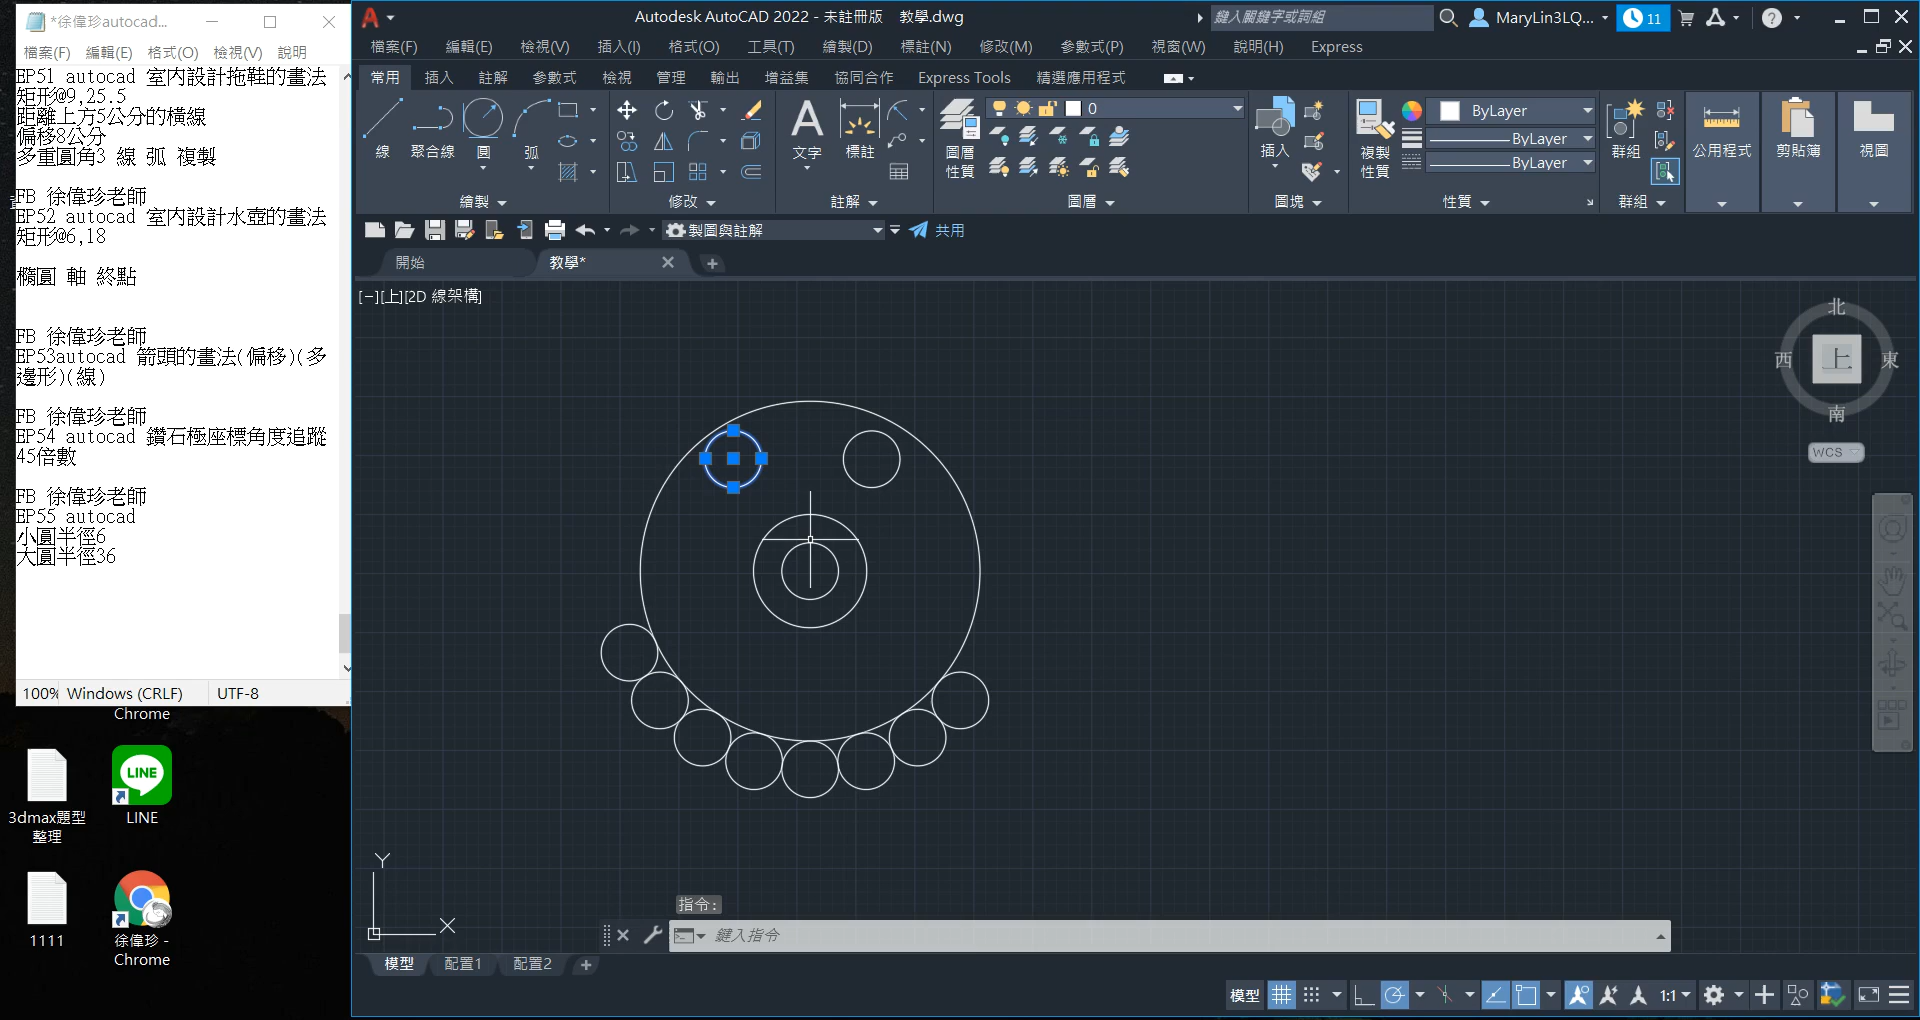 *徐偉珍autocad...
檔案(F) 編輯(E) 格式(O) 檢視(V) 說明
EP51 autocad 室內設計拖鞋的畫法
矩形@9,25.5
距離上方5公分的橫線
偏移8公分
多重圓角3 線 弧 複製
FB 徐偉珍老師
EP52 autocad 室內設計水壺的畫法
矩形@6,18
橢圓 軸 終點
FB 徐偉珍老師
EP53autocad 箭頭的畫法(偏移)(多
邊形)(線)
FB 徐偉珍老師
EP54 autocad 鑽石極座標角度追蹤
45倍數
FB 徐偉珍老師
EP55 autocad
小圓半徑6
大圓半徑36
100% Windows (CRLF) UTF-8
Chrome
LINE
3dmax題型
整理
LINE
1111
徐偉珍 -
Chrome
Autodesk AutoCAD 2022 - 未註冊版 教學.dwg
鍵入關鍵字或詞組
MaryLin3LQ...
11
檔案(F) 編輯(E) 檢視(V) 插入(I) 格式(O) 工具(T) 繪製(D) 標註(N) 修改(M) 參數式(P) 視窗(W) 說明(H) Express
常用 插入 註解 參數式 檢視 管理 輸出 增益集 協同合作 Express Tools 精選應用程式
線 聚合線 圓 弧
繪製
修改
文字 標註
註解
圖層
性質
0
圖層
插入
圖塊
複製
性質
ByLayer
ByLayer
ByLayer
性質
群組
群組
公用程式
剪貼簿
視圖
製圖與註解
共用
開始
教學*
[−][上][2D 線架構]
北
西
上
東
南
WCS
Y
X
指令:
鍵入指令
模型 配置1 配置2
模型
1:1